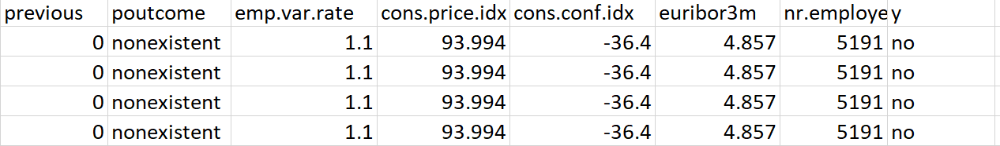 previous poutcome emp.var.rate cons.price.idx cons.conf.idx euribor3m nr.employe y
0 nonexistent 1.1 93.994 -36.4 4.857 5191 no
0 nonexistent 1.1 93.994 -36.4 4.857 5191 no
0 nonexistent 1.1 93.994 -36.4 4.857 5191 no
0 nonexistent 1.1 93.994 -36.4 4.857 5191 no